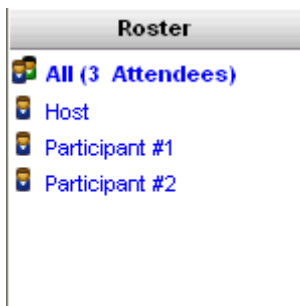 Roster
All (3 Attendees)
Host
Participant #1
Participant #2